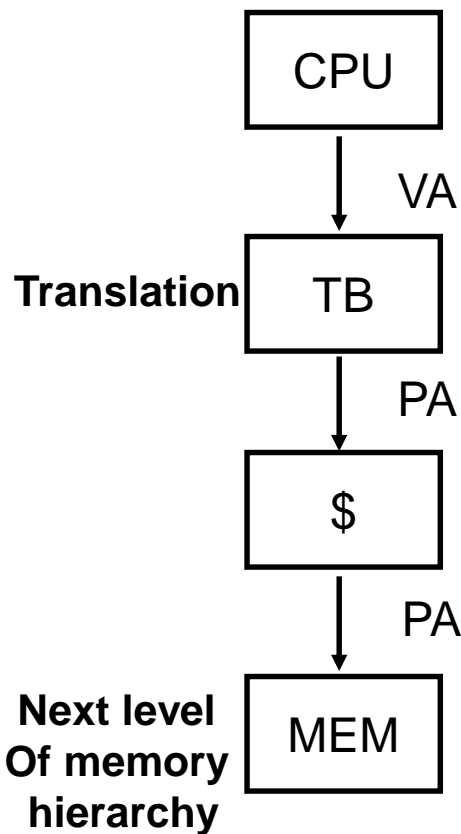 CPU
VA
Translation
TB
PA
$
PA
Next level
Of memory
hierarchy
MEM